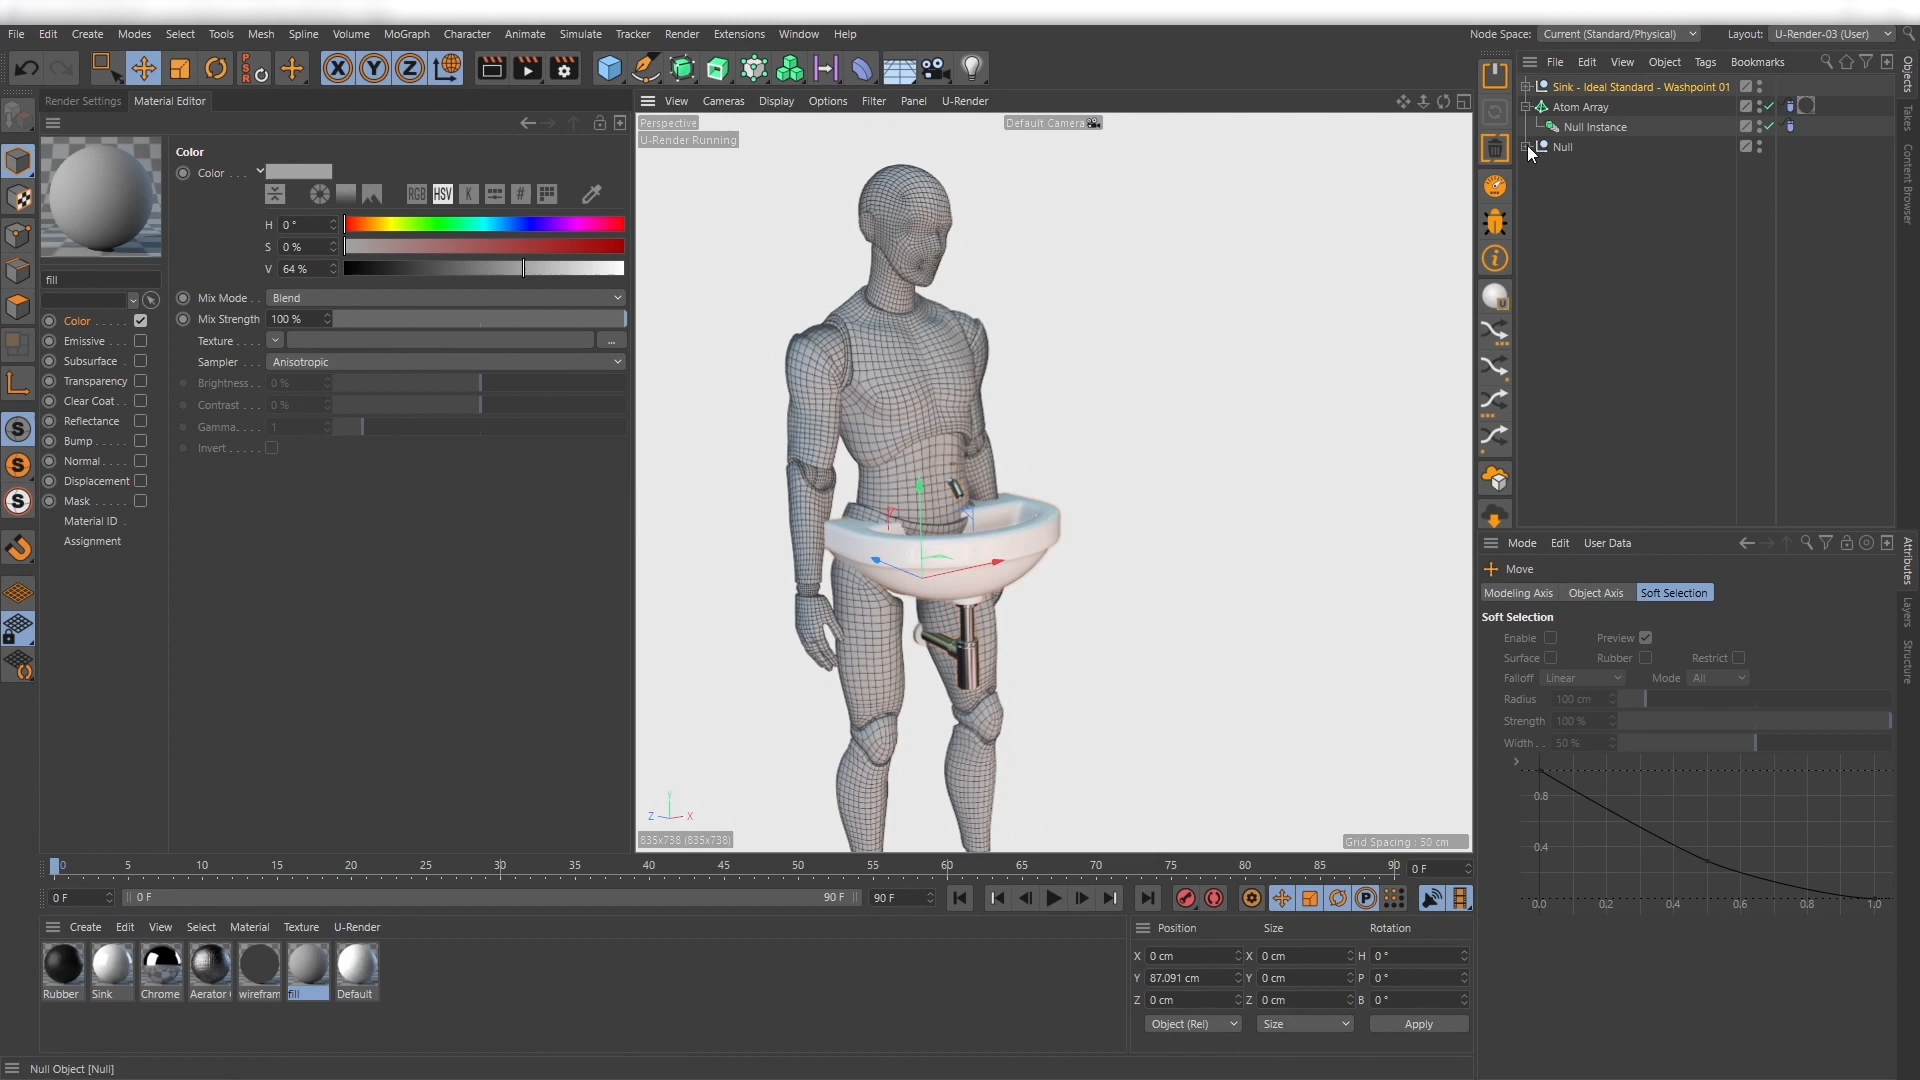 File Edit Create Modes Select Tools Mesh Spline Volume MoGraph Character Animate Simulate Tracker Render Extensions Window Help
Node Space: Current (Standard/Physical) Layout: U-Render-03 (User)
P
S
R
X Y Z
File Edit View Object Tags Bookmarks
Objects
Takes
Content Browser
Render Settings Material Editor
View Cameras Display Options Filter Panel U-Render
Perspective
Default Camera
U-Render Running
Sink - Ideal Standard - Washpoint 01
Atom Array
Null Instance
Null
Color
Color . . .
RGB HSV K #
H 0 °
S 0 %
V 64 %
fill
Mix Mode . . Blend
Mix Strength 100 %
Texture . . . . ...
Sampler . . . Anisotropic
Brightness . . 0 %
Contrast . . . 0 %
Gamma. . . . 1
Invert . . . . .
Color . . . . .
Emissive .
Subsurface .
Transparency
Clear Coat . .
Reflectance
Bump . . . . .
Normal . . . .
Displacement
Mask . . . . .
Material ID .
Assignment
S
S
S
Y
Z X
835x738 (835x738)
Grid Spacing : 50 cm
Mode Edit User Data
Attributes
Layers
Structure
Move
Modeling Axis Object Axis Soft Selection
Soft Selection
Enable Preview
Surface Rubber Restrict
Falloff Linear Mode All
Radius 100 cm
Strength 100 %
Width . . 50 %
0.8
0.4
0.0 0.2 0.4 0.6 0.8 1.0
0 5 10 15 20 25 30 35 40 45 50 55 60 65 70 75 80 85 90 0 F
0 F 0 F 90 F 90 F
P
Create Edit View Select Material Texture U-Render
Rubber Sink Chrome Aerator wirefram fill Default
Position Size Rotation
X 0 cm X 0 cm H 0 °
Y 87.091 cm Y 0 cm P 0 °
Z 0 cm Z 0 cm B 0 °
Object (Rel) Size Apply
Null Object [Null]